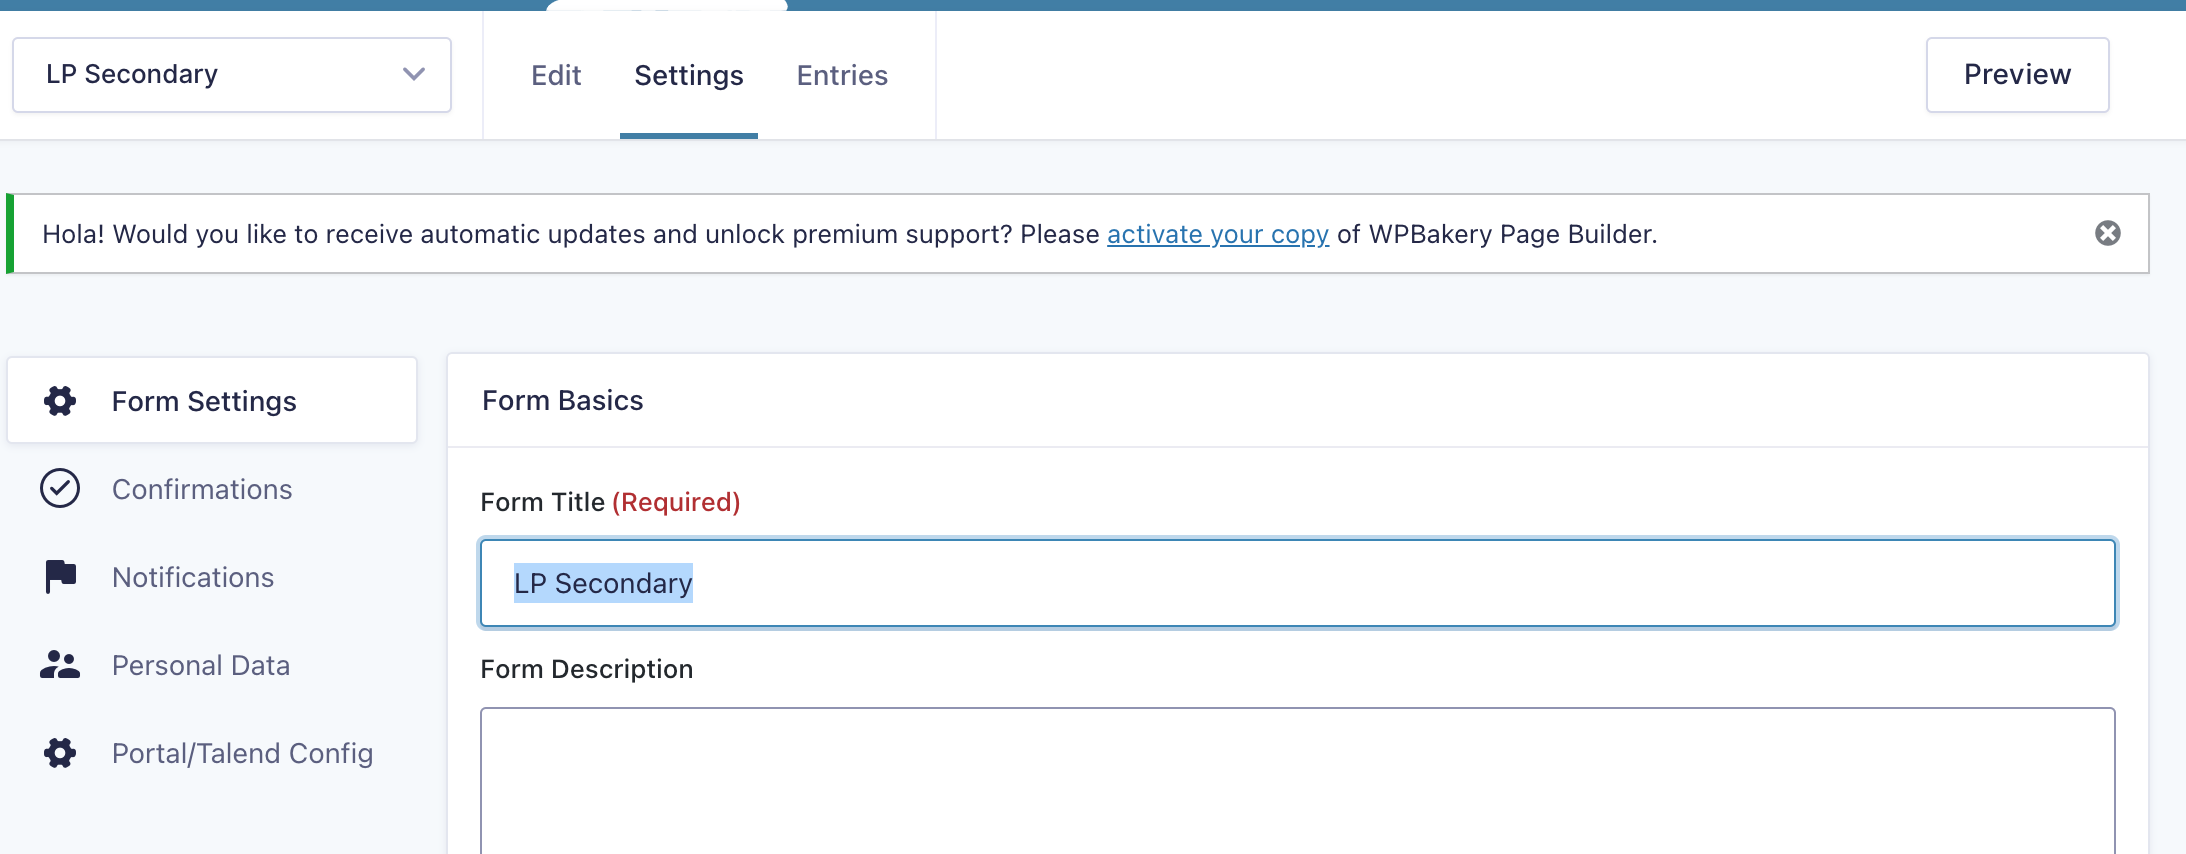 LP Secondary
Edit
Settings
Entries
Preview
Hola! Would you like to receive automatic updates and unlock premium support? Please activate your copy of WPBakery Page Builder.
Form Settings
Confirmations
Notifications
Personal Data
Portal/Talend Config
Form Basics
Form Title (Required)
LP Secondary
Form Description